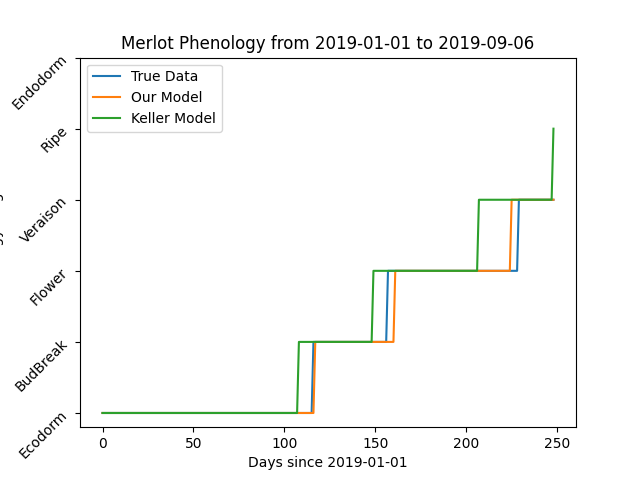 Merlot Phenology from 2019-01-01 to 2019-09-06
True Data
Our Model
Keller Model
Endodorm
Ripe
Veraison
Flower
BudBreak
Ecodorm
0 50 100 150 200 250
Days since 2019-01-01